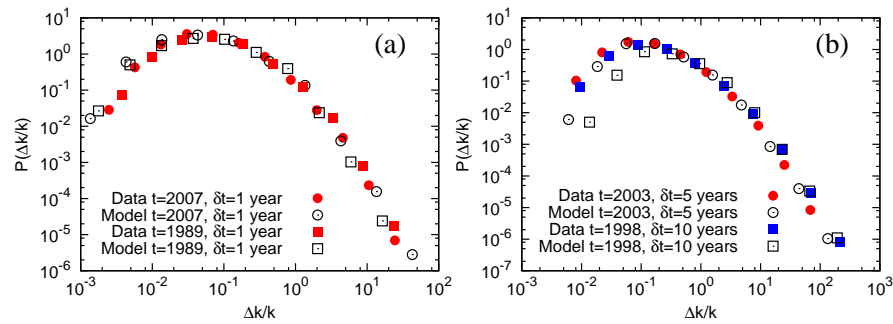 (a)
P(Δk/k)
10^1
10^0
10^-1
10^-2
10^-3
10^-4
10^-5
10^-6
Data t=2007, δt=1 year
Model t=2007, δt=1 year
Data t=1989, δt=1 year
Model t=1989, δt=1 year
10^-3 10^-2 10^-1 10^0 10^1 10^2
Δk/k
(b)
P(Δk/k)
10^2
10^1
10^0
10^-1
10^-2
10^-3
10^-4
10^-5
10^-6
10^-7
Data t=2003, δt=5 years
Model t=2003, δt=5 years
Data t=1998, δt=10 years
Model t=1998, δt=10 years
10^-3 10^-2 10^-1 10^0 10^1 10^2 10^3
Δk/k